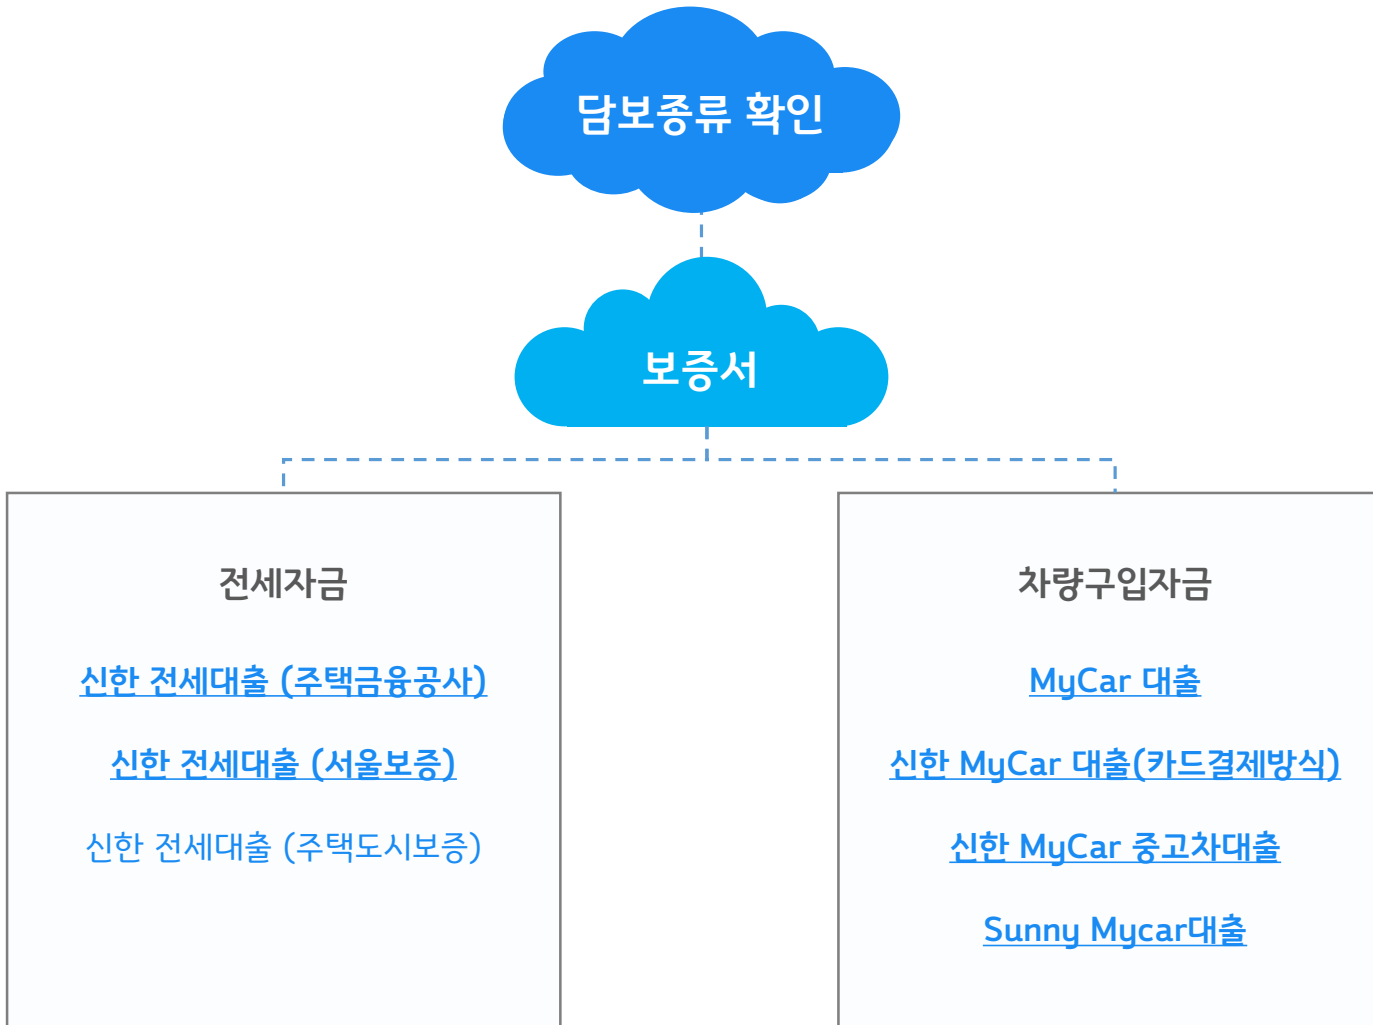 담보종류 확인
보증서
전세자금
신한 전세대출 (주택금융공사)
신한 전세대출 (서울보증)
신한 전세대출 (주택도시보증)
차량구입자금
MyCar 대출
신한 MyCar 대출(카드결제방식)
신한 MyCar 중고차대출
Sunny Mycar대출